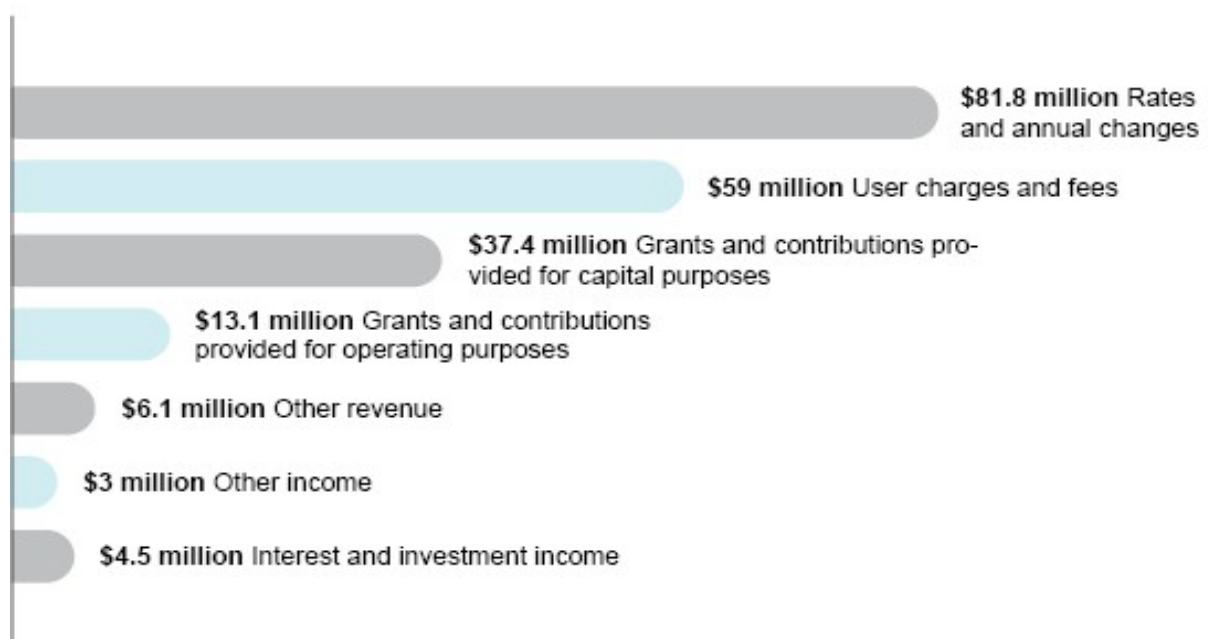 $81.8 million Rates
and annual changes
$59 million User charges and fees
$37.4 million Grants and contributions pro-
vided for capital purposes
$13.1 million Grants and contributions
provided for operating purposes
$6.1 million Other revenue
$3 million Other income
$4.5 million Interest and investment income